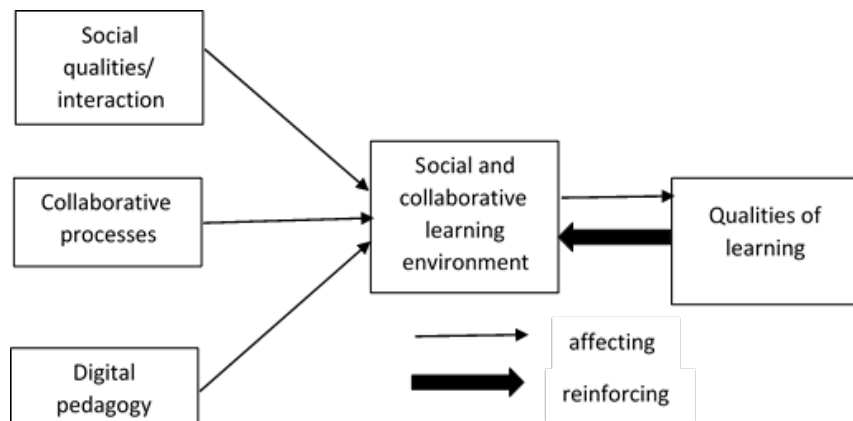 Social
qualities/
interaction
Collaborative
processes
Digital
pedagogy
Social and
collaborative
learning
environment
Qualities of
learning
affecting
reinforcing